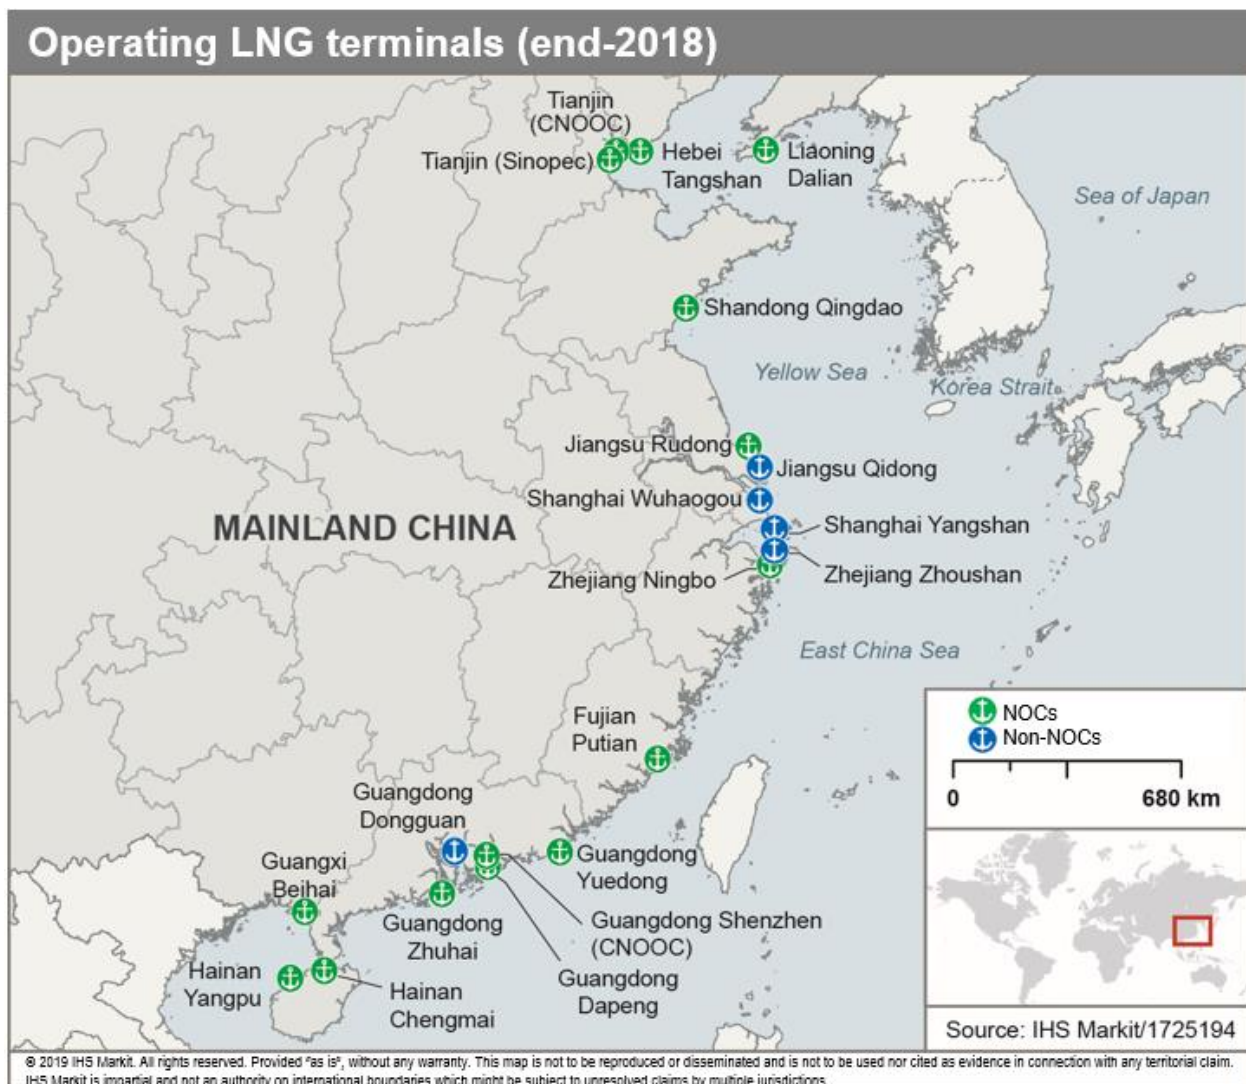 Operating LNG terminals (end-2018)
Tianjin
(CNOOC)
Tianjin (Sinopec)
Hebei
Tangshan
Liaoning
Dalian
Sea of Japan
Shandong Qingdao
Yellow Sea
Korea Strait
Jiangsu Rudong
Jiangsu Qidong
Shanghai Wuhaogou
MAINLAND CHINA
Shanghai Yangshan
Zhejiang Ningbo
Zhejiang Zhoushan
East China Sea
Fujian
Putian
NOCs
Non-NOCs
0 680 km
Guangdong
Dongguan
Guangxi
Beihai
Guangdong
Yuedong
Guangdong
Zhuhai
Guangdong Shenzhen
(CNOOC)
Guangdong
Dapeng
Hainan
Yangpu
Hainan
Chengmai
Source: IHS Markit/1725194
© 2019 IHS Markit. All rights reserved. Provided "as is", without any warranty. This map is not to be reproduced or disseminated and is not to be used nor cited as evidence in connection with any territorial claim.
IHS Markit is impartial and not an authority on international boundaries which might be subject to unresolved claims by multiple jurisdictions.